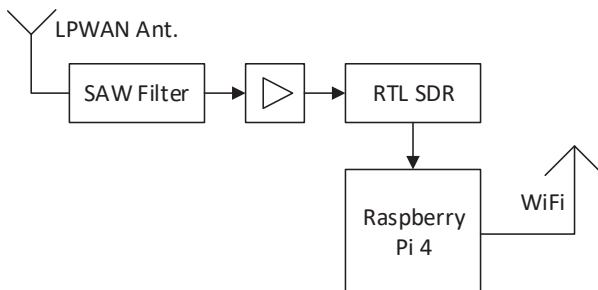 LPWAN Ant.
SAW Filter
RTL SDR
WiFi
Raspberry
Pi 4